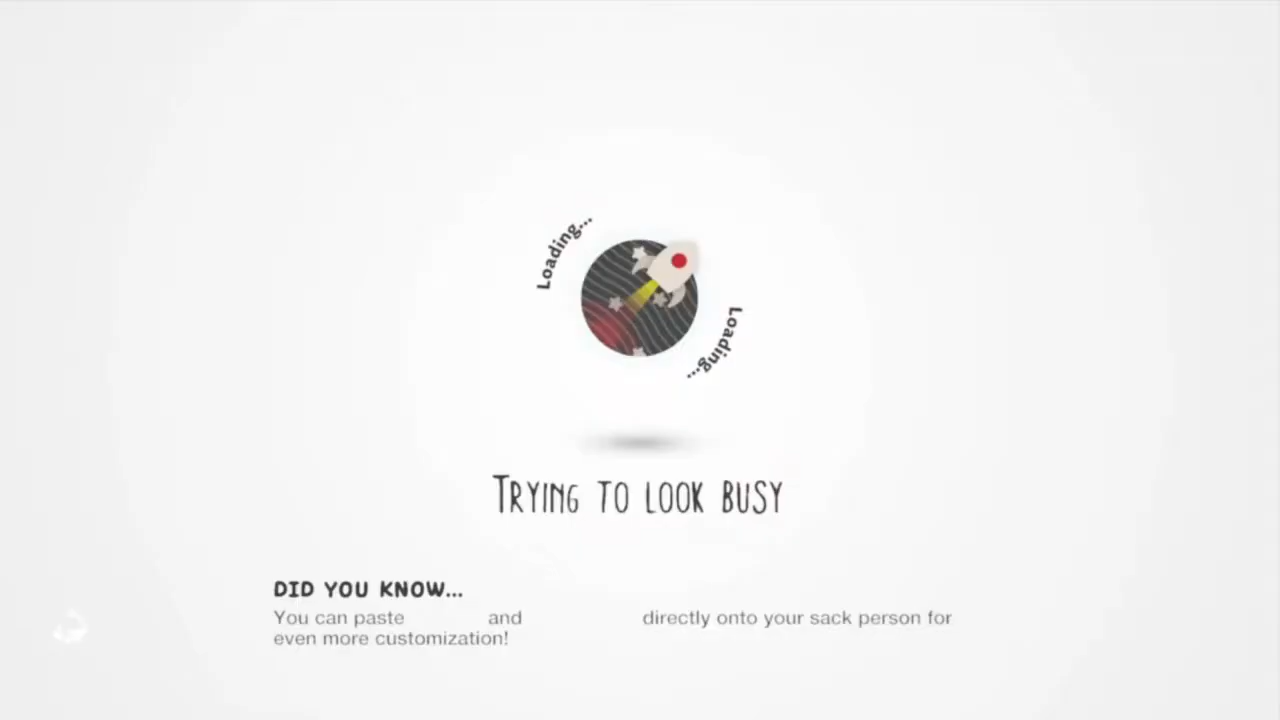 Loading...
Loading...
TRYING TO LOOK BUSY
DID YOU KNOW...
You can paste and directly onto your sack person for
even more customization!